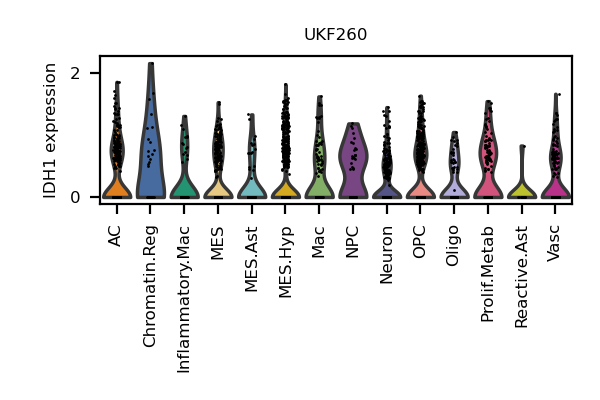 UKF260
IDH1 expression
2
0
AC
Chromatin.Reg
Inflammatory.Mac
MES
MES.Ast
MES.Hyp
Mac
NPC
Neuron
OPC
Oligo
Prolif.Metab
Reactive.Ast
Vasc